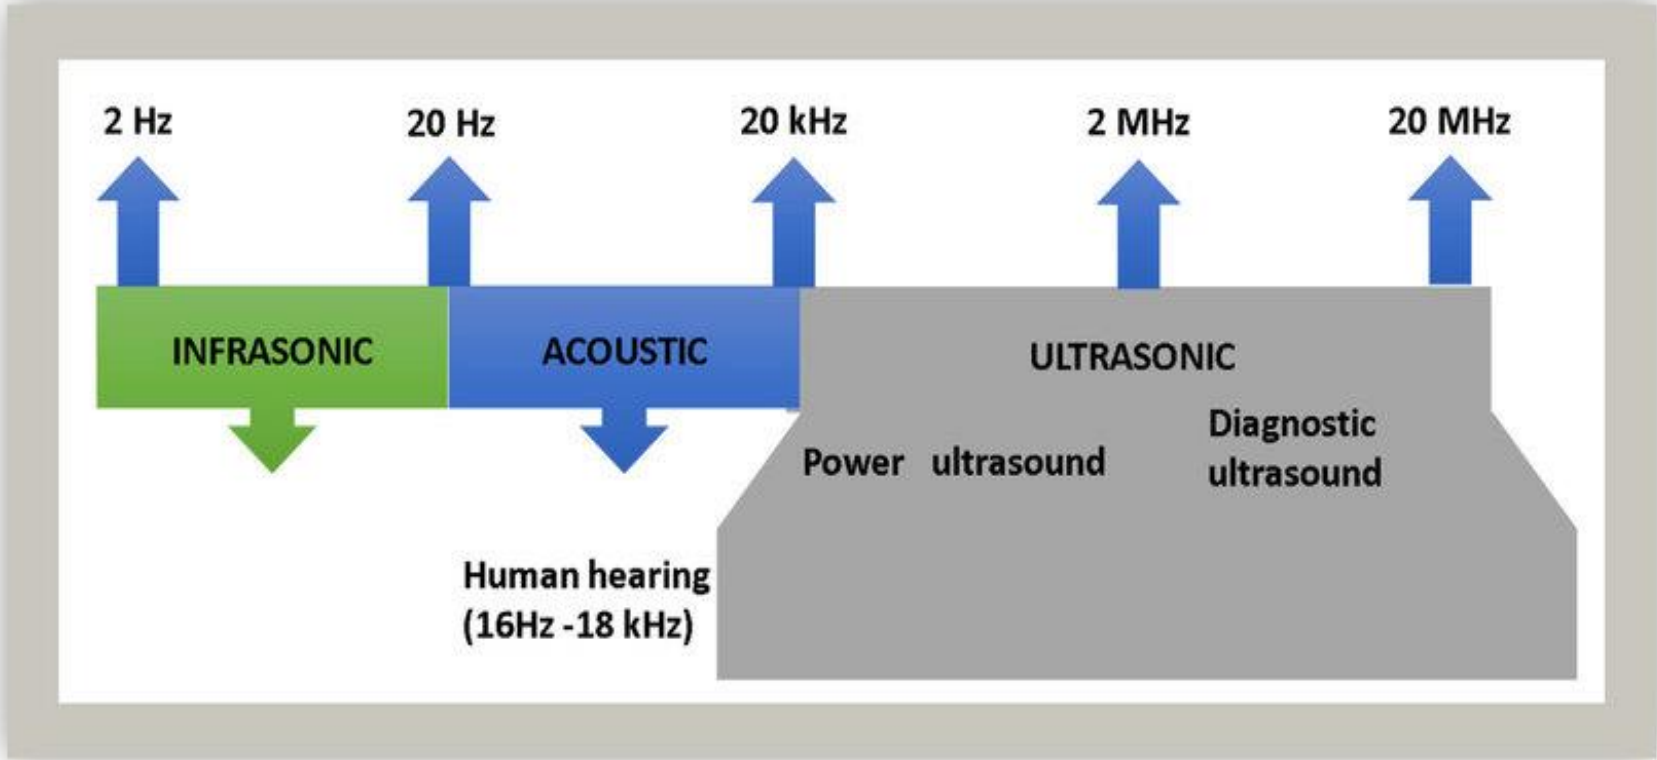 2 Hz
20 Hz
20 kHz
2 MHz
20 MHz
INFRASONIC
ACOUSTIC
ULTRASONIC
Power ultrasound
Diagnostic
ultrasound
Human hearing
(16Hz -18 kHz)